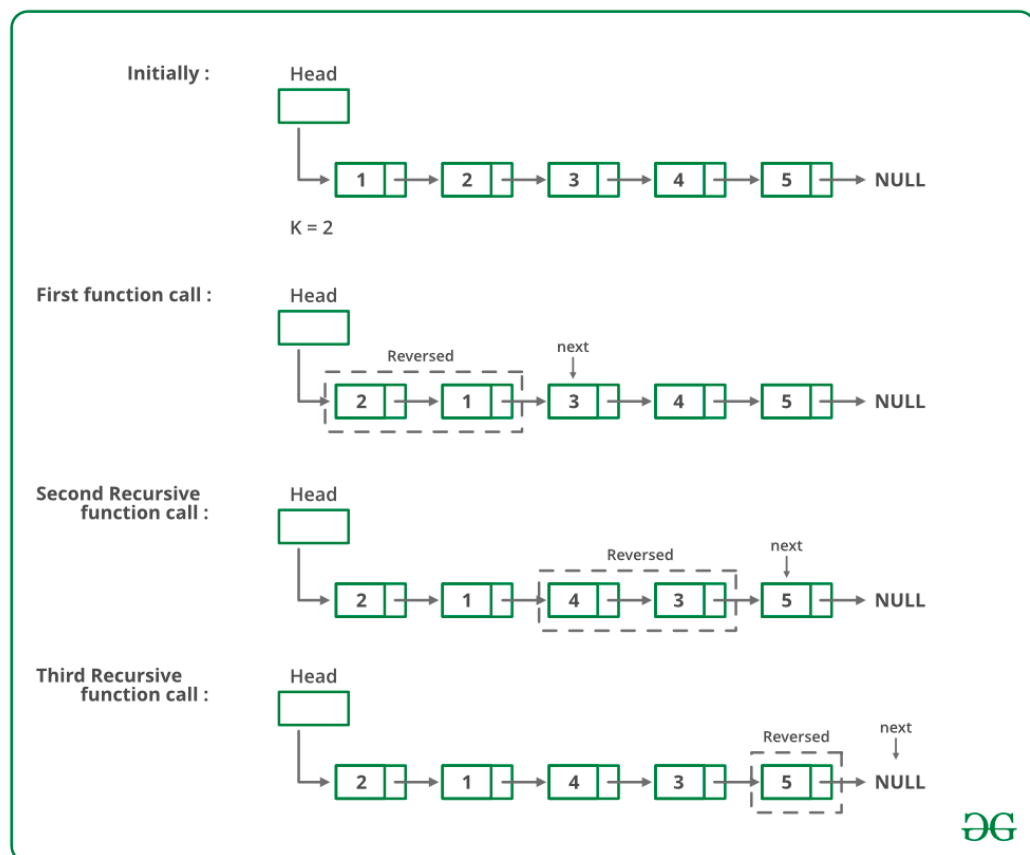 Initially :
Head
1 2 3 4 5 NULL
K = 2
First function call :
Head
Reversed
next
2 1 3 4 5 NULL
Second Recursive
function call :
Head
Reversed
next
2 1 4 3 5 NULL
Third Recursive
function call :
Head
Reversed
next
2 1 4 3 5 NULL